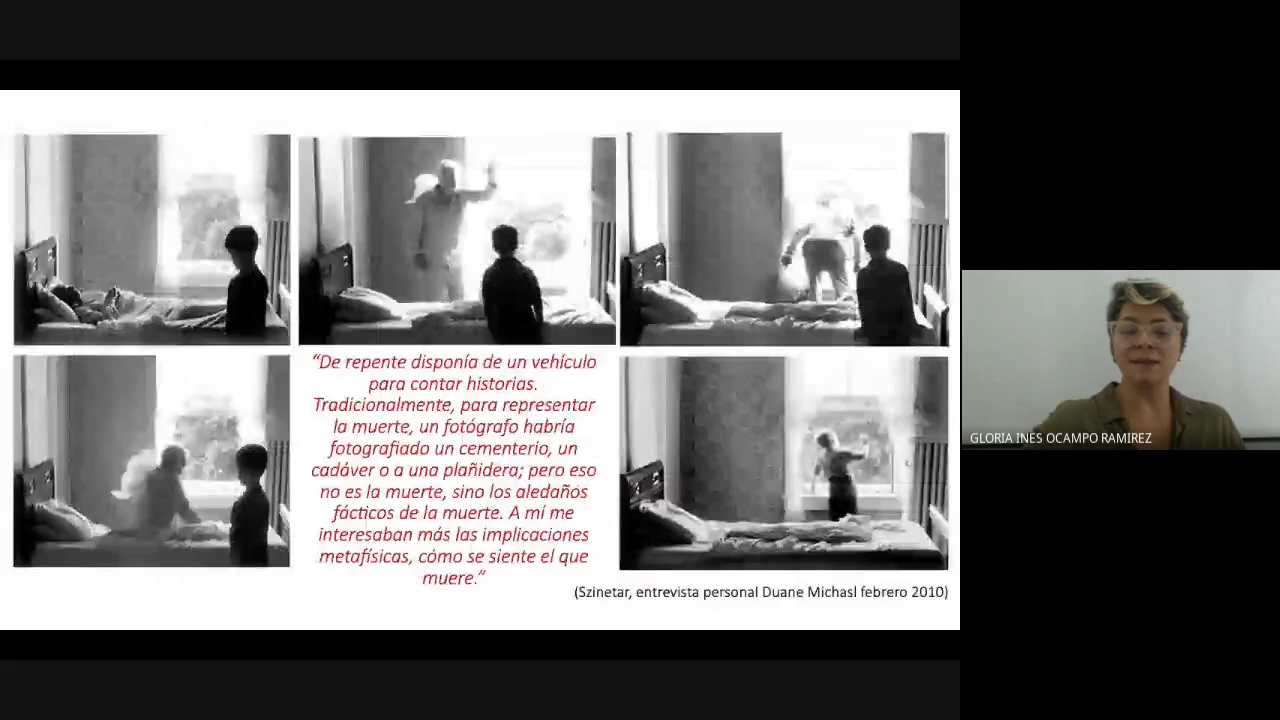 “De repente disponía de un vehículo
para contar historias.
Tradicionalmente, para representar
la muerte, un fotógrafo habría
fotografiado un cementerio, un
cadáver o a una plañidera; pero eso
no es la muerte, sino los aledaños
fácticos de la muerte. A mí me
interesaban más las implicaciones
metafísicas, cómo se siente el que
muere.”
(Szinetar, entrevista personal Duane Michasl febrero 2010)
GLORIA INES OCAMPO RAMIREZ